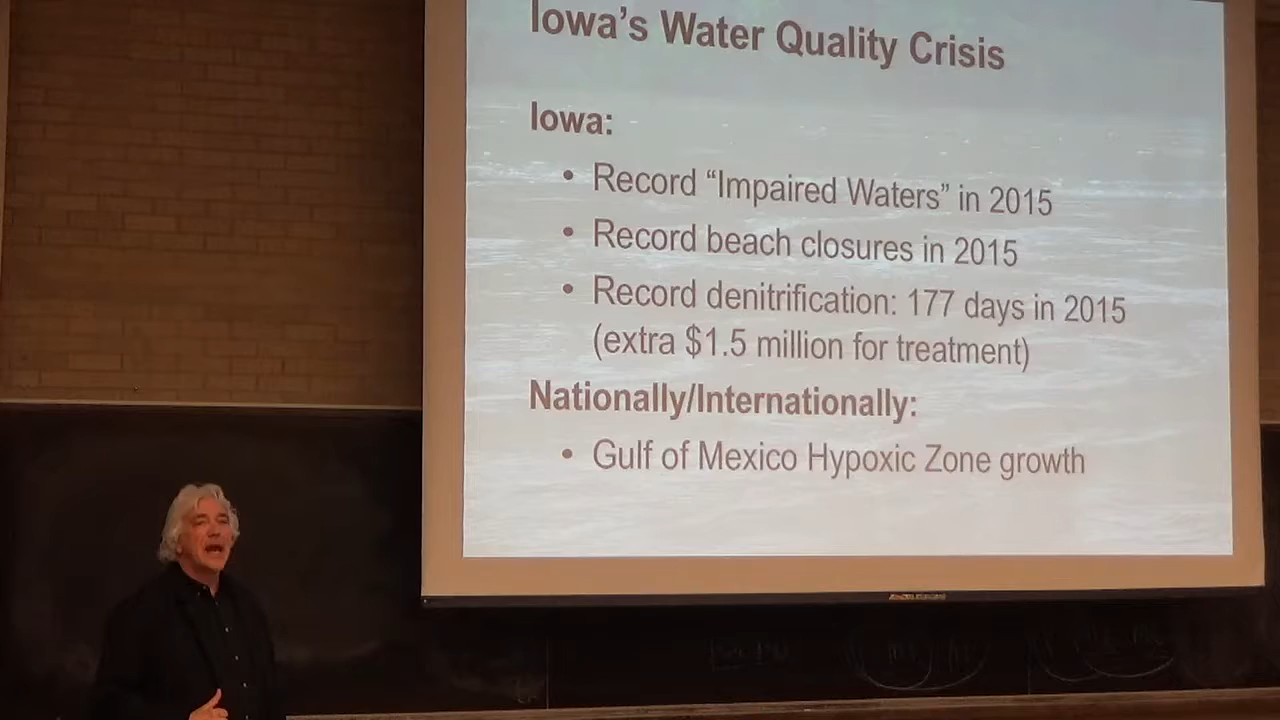 Iowa's Water Quality Crisis
Iowa:
• Record “Impaired Waters” in 2015
• Record beach closures in 2015
• Record denitrification: 177 days in 2015
(extra $1.5 million for treatment)
Nationally/Internationally:
• Gulf of Mexico Hypoxic Zone growth